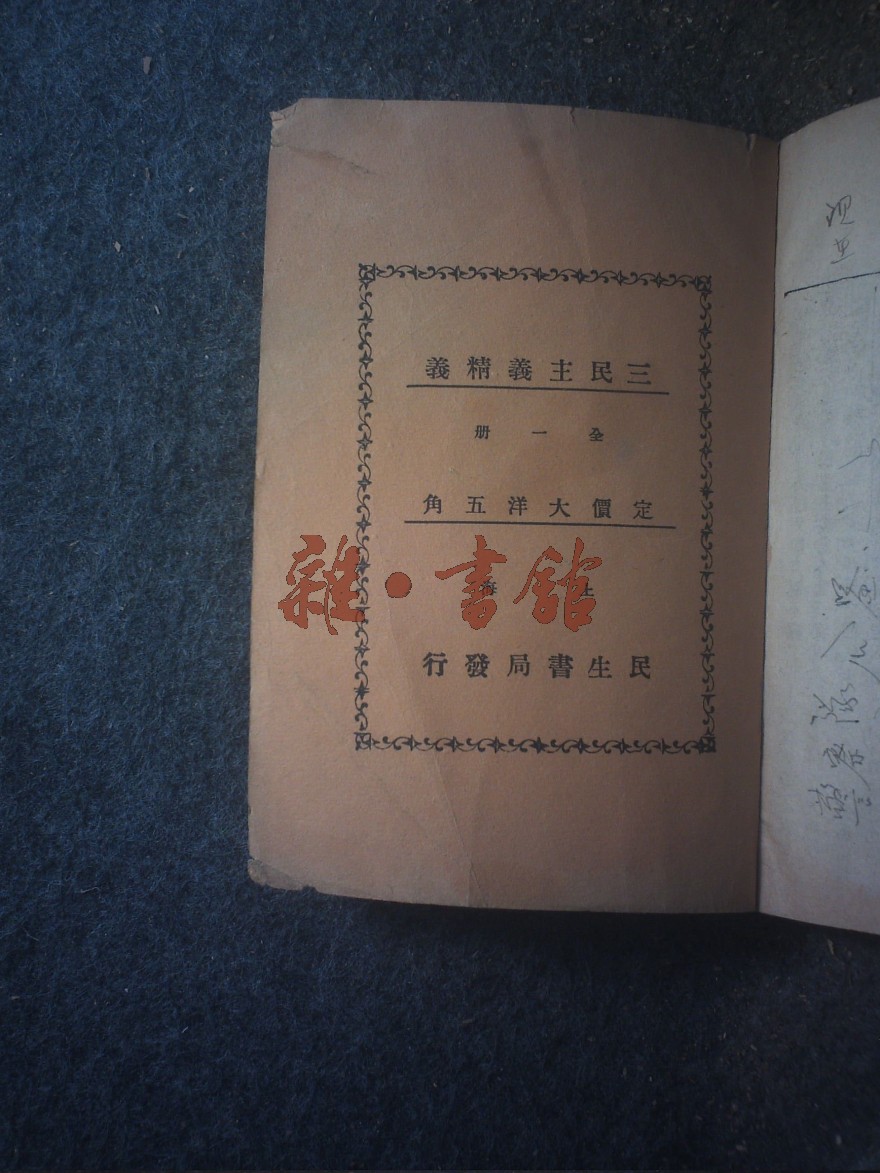 三民主義精義
全一册
定價大洋五角
上海
民生書局發行
雜·書館